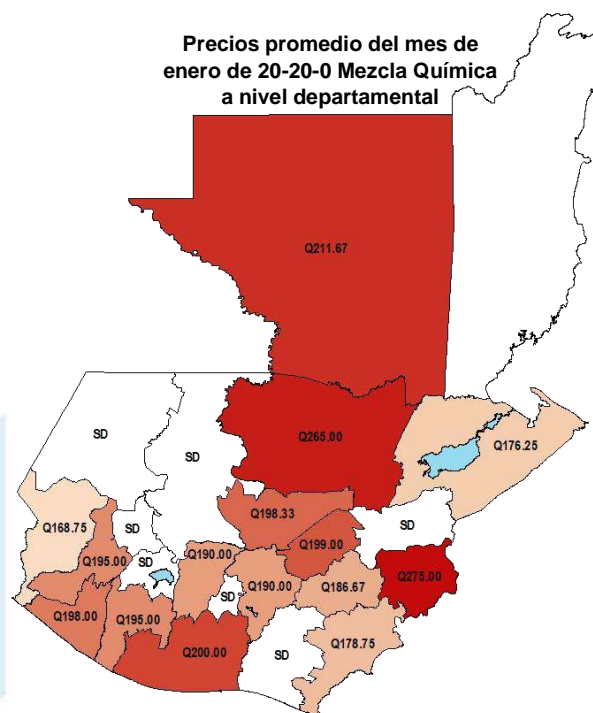 Precios promedio del mes de
enero de 20-20-0 Mezcla Química
a nivel departamental
Q211.67
SD
SD
Q265.00
Q176.25
Q168.75
SD
Q198.33
SD
Q195.00
SD
Q190.00
Q199.00
Q198.00
Q195.00
SD
Q190.00
Q186.67
Q275.00
Q200.00
SD
Q178.75